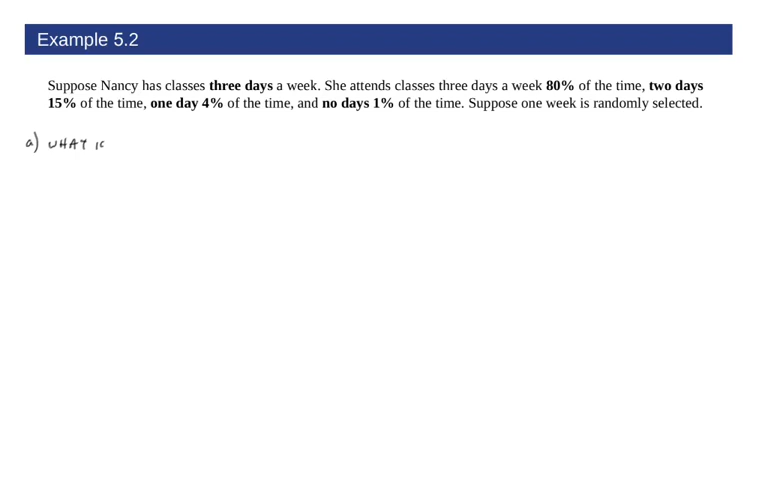 Example 5.2
Suppose Nancy has classes three days a week. She attends classes three days a week 80% of the time, two days
15% of the time, one day 4% of the time, and no days 1% of the time. Suppose one week is randomly selected.
a) WHAT IS